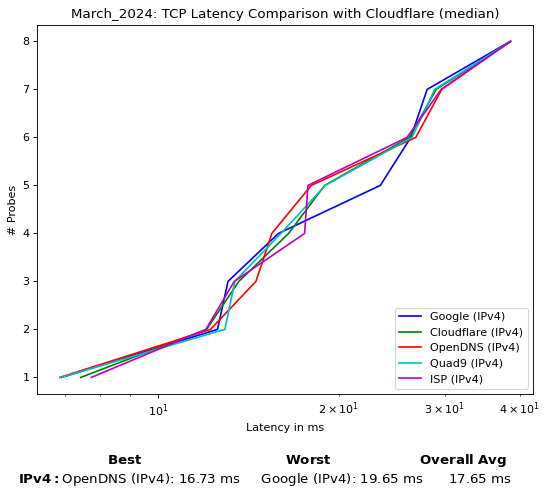 March_2024: TCP Latency Comparison with Cloudflare (median)
# Probes
8
7
6
5
4
3
2
1
Google (IPv4)
Cloudflare (IPv4)
OpenDNS (IPv4)
Quad9 (IPv4)
ISP (IPv4)
10¹
2 × 10¹
3 × 10¹
4 × 10¹
Latency in ms
Best Worst Overall Avg
IPv4: OpenDNS (IPv4): 16.73 ms Google (IPv4): 19.65 ms 17.65 ms